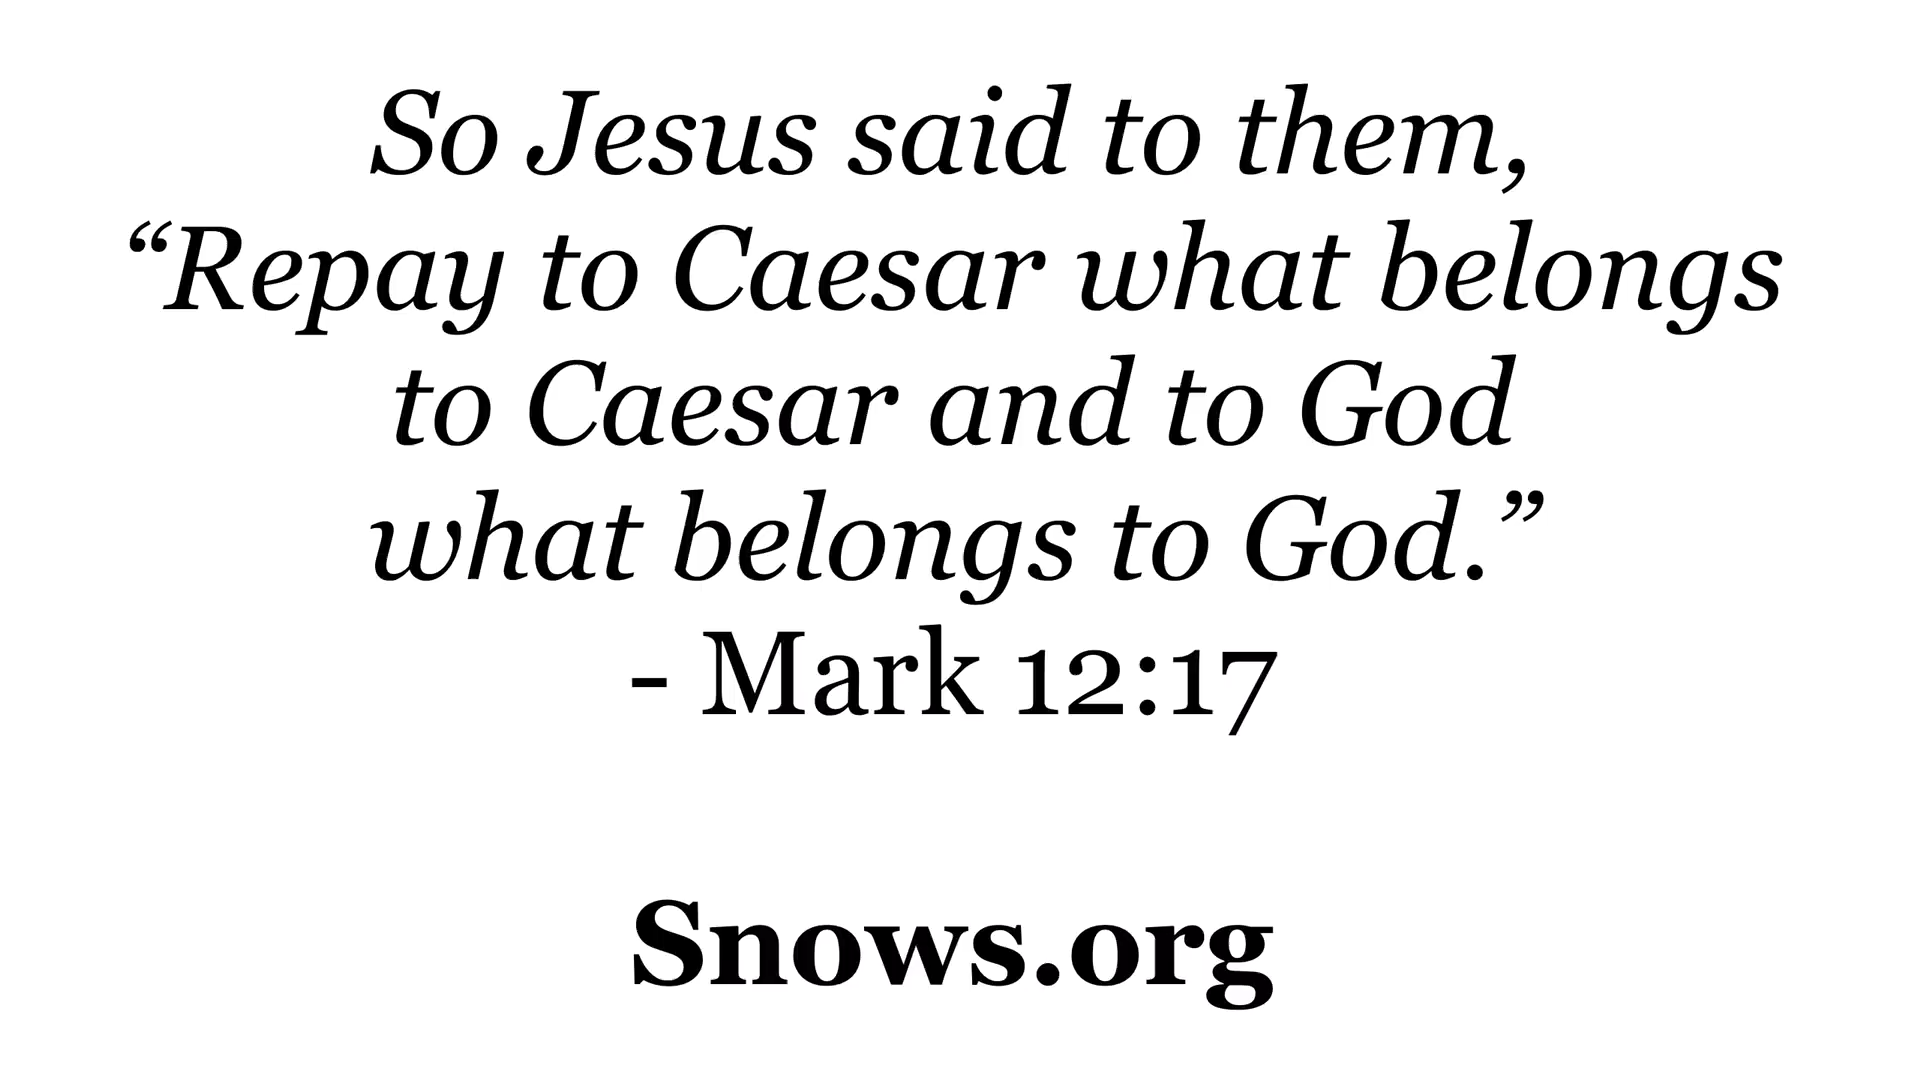 So Jesus said to them,
“Repay to Caesar what belongs
to Caesar and to God
what belongs to God.”
- Mark 12:17
Snows.org